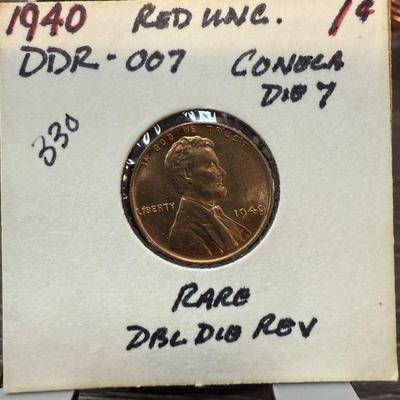 1940 RED UNC. 1¢
DDR-007 CONECA
DIE 7
330
IN GOD WE TRUST
LIBERTY 1940
RARE
DBL DIE REV